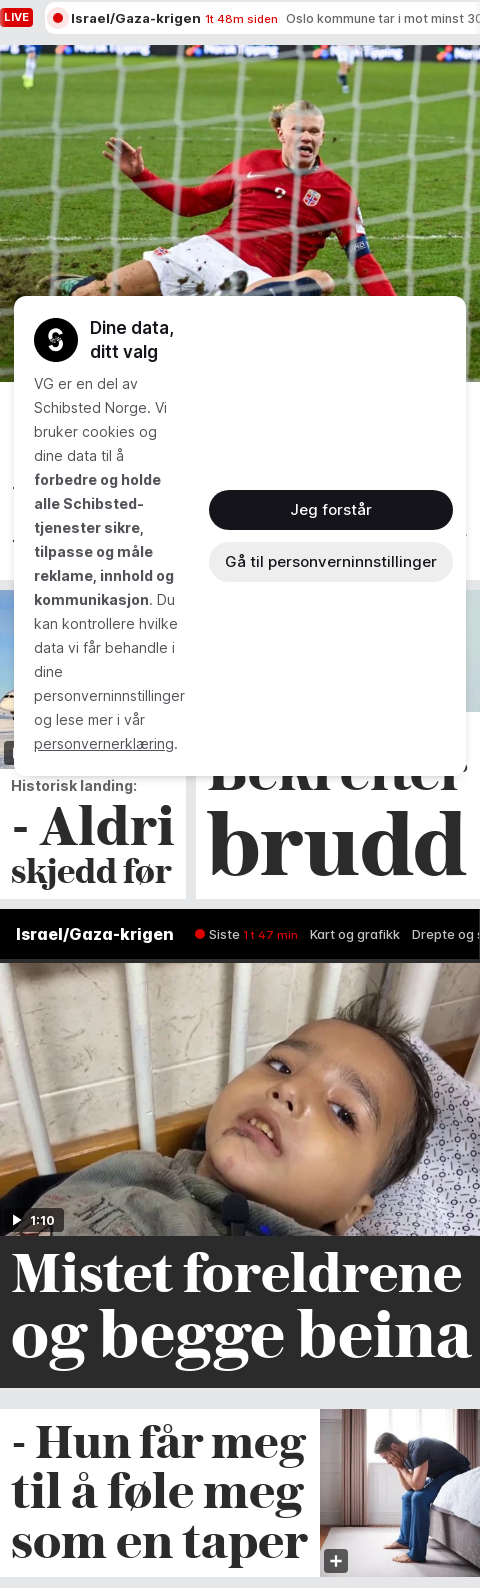 LIVE
Israel/Gaza-krigen 1t 48m siden Oslo kommune tar i mot minst 30
Dine data,
ditt valg
VG er en del av
Schibsted Norge. Vi
bruker cookies og
dine data til å
forbedre og holde
alle Schibsted-
tjenester sikre,
tilpasse og måle
reklame, innhold og
kommunikasjon. Du
kan kontrollere hvilke
data vi får behandle i
dine
personverninnstillinger
og lese mer i vår
personvernerklæring.
Jeg forstår
Gå til personverninnstillinger
Historisk landing:
- Aldri
skjedd før
Bekrefter
brudd
Israel/Gaza-krigen
Siste 1 t 47 min Kart og grafikk Drepte og s
1:10
Mistet foreldrene
og begge beina
- Hun får meg
til å føle meg
som en taper